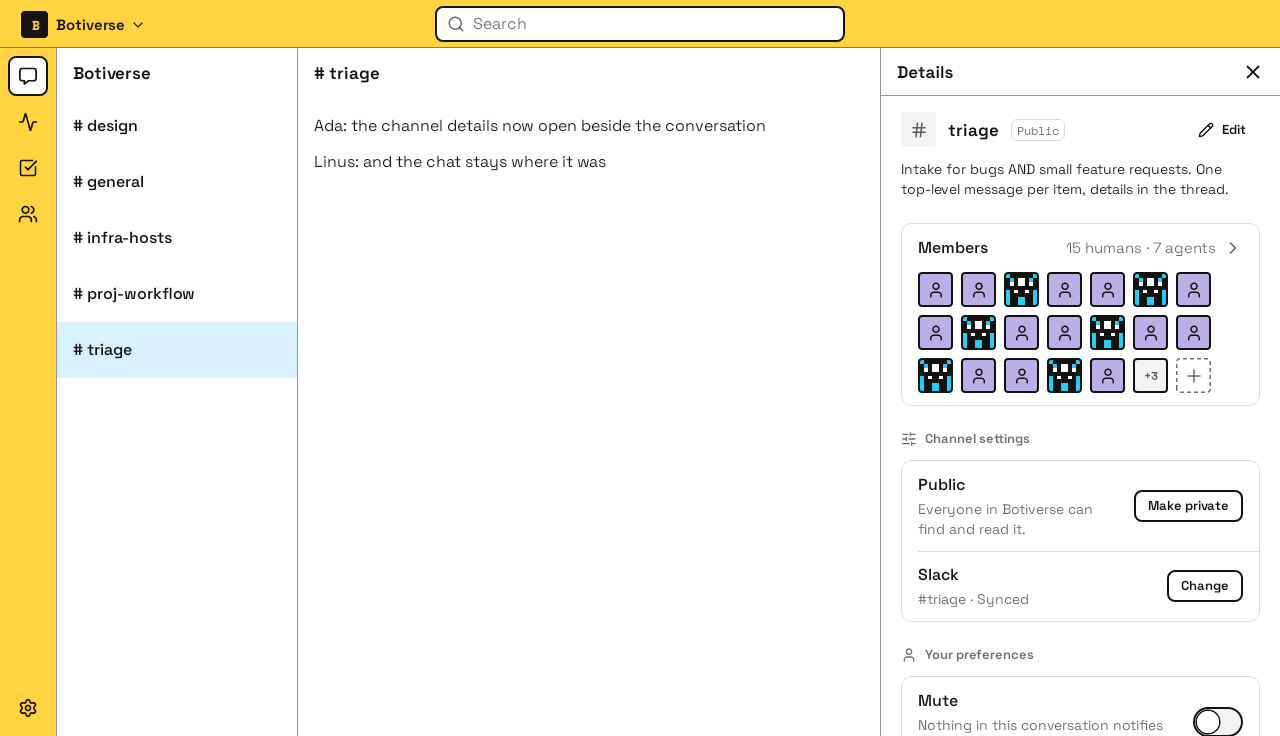 B Botiverse
Search
Botiverse
# design
# general
# infra-hosts
# proj-workflow
# triage
# triage
Ada: the channel details now open beside the conversation
Linus: and the chat stays where it was
Details
triage Public Edit
Intake for bugs AND small feature requests. One
top-level message per item, details in the thread.
Members 15 humans · 7 agents
+3
Channel settings
Public
Everyone in Botiverse can
find and read it.
Make private
Slack
#triage · Synced
Change
Your preferences
Mute
Nothing in this conversation notifies